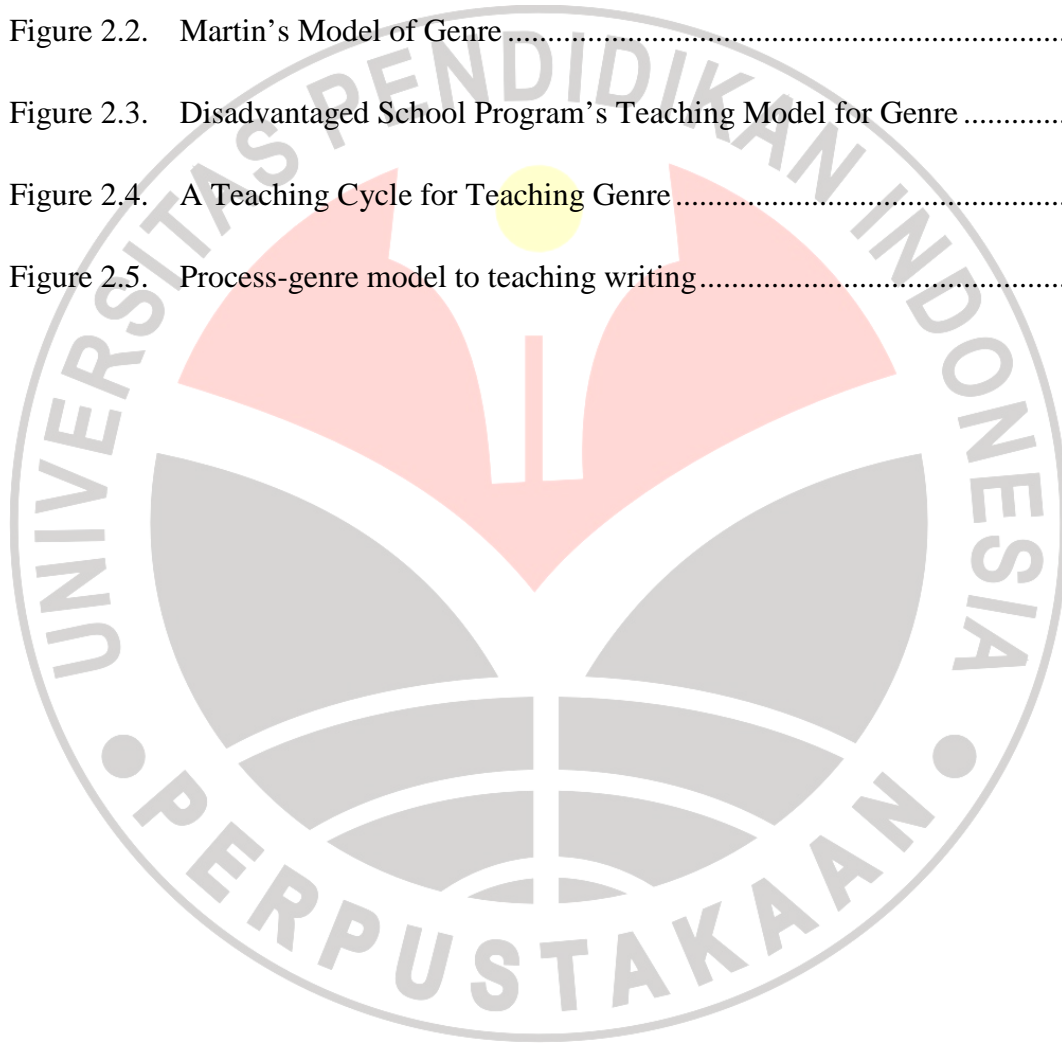 Figure 2.2. Martin’s Model of Genre ......................................................................
Figure 2.3. Disadvantaged School Program’s Teaching Model for Genre .............
Figure 2.4. A Teaching Cycle for Teaching Genre .................................................
Figure 2.5. Process-genre model to teaching writing ..............................................
UNIVERSITAS PENDIDIKAN INDONESIA
PERPUSTAKAAN